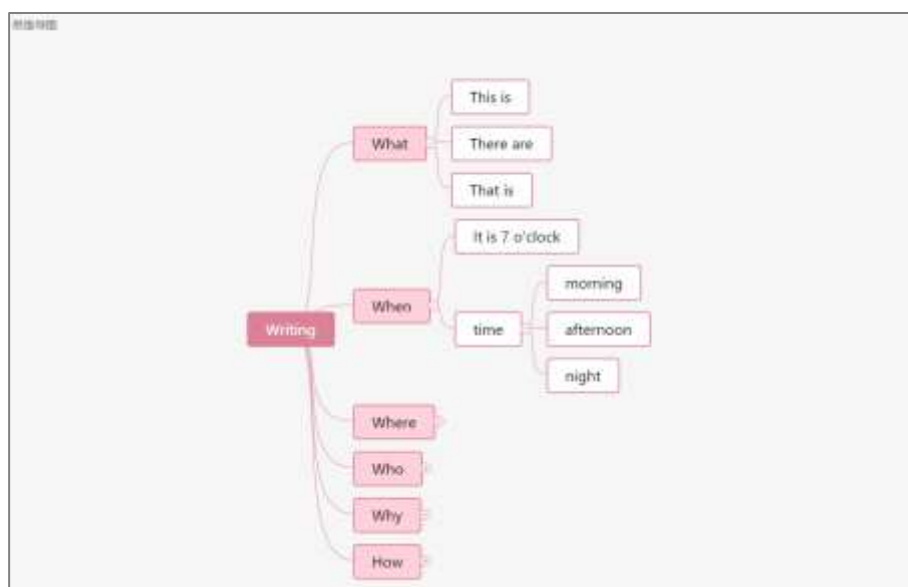 This is
What
There are
That is
It is 7 o'clock
When
morning
Writing
time
afternoon
night
Where
Who
Why
How